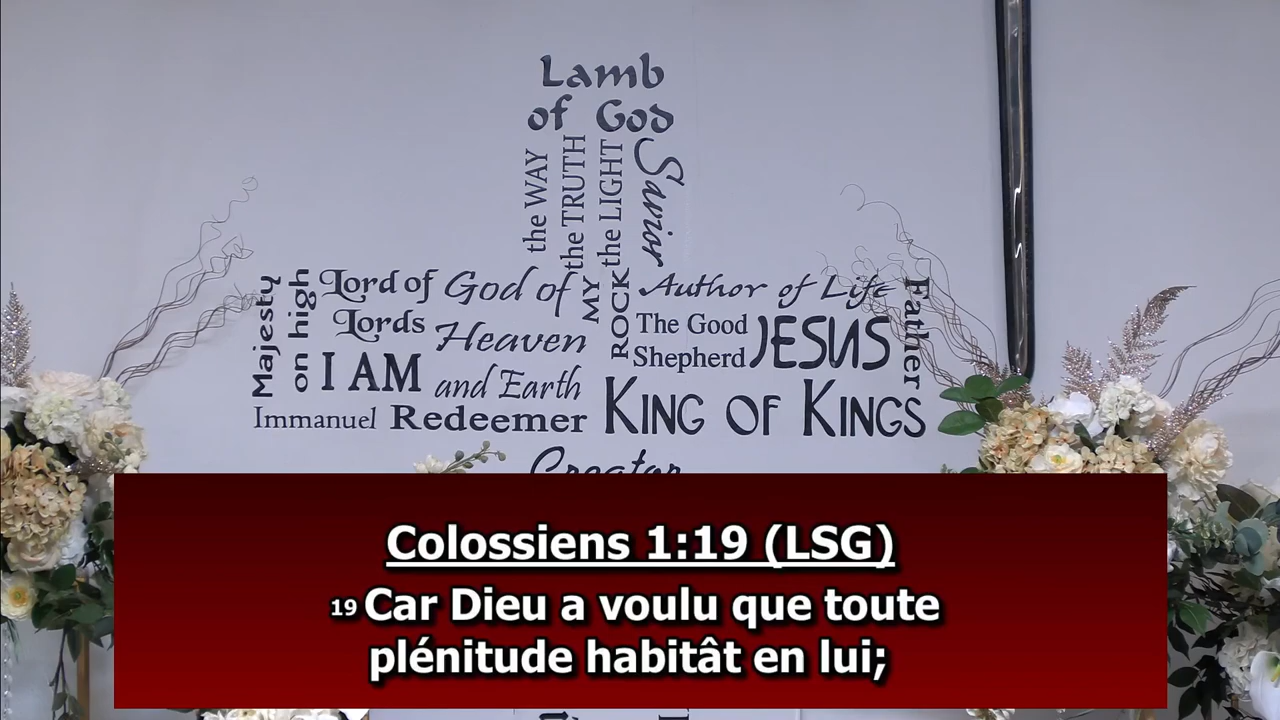 Lamb
of God
the WAY
the TRUTH
MY
the LIGHT
ROCK
Savior
Majesty
on high
Lord of
Lords
God of
Heaven
and Earth
I AM
Immanuel
Redeemer
Author of Life
The Good
Shepherd
JESUS
Father
KING OF KINGS
Creator
Colossiens 1:19 (LSG)
19 Car Dieu a voulu que toute
plénitude habitât en lui;